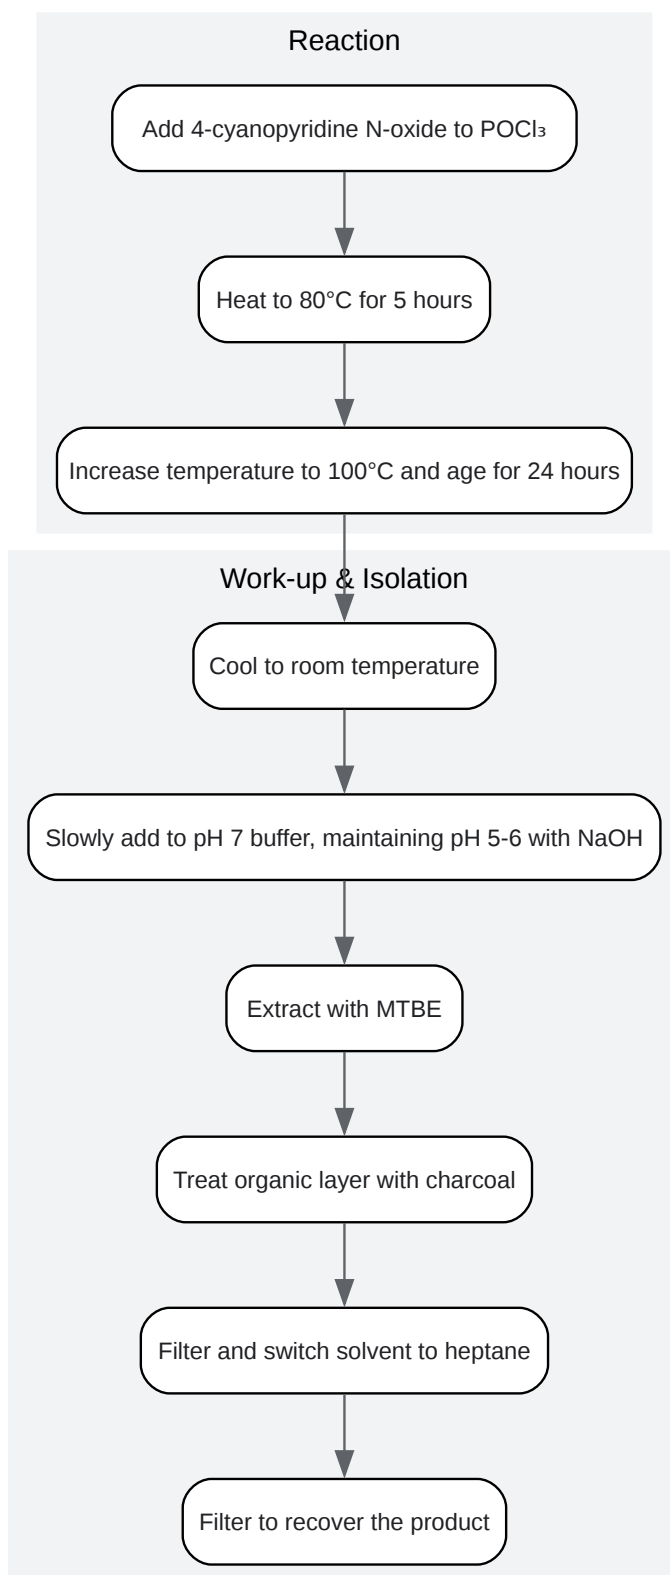 Reaction
Add 4-cyanopyridine N-oxide to POCl₃
Heat to 80°C for 5 hours
Increase temperature to 100°C and age for 24 hours
Work-up & Isolation
Cool to room temperature
Slowly add to pH 7 buffer, maintaining pH 5-6 with NaOH
Extract with MTBE
Treat organic layer with charcoal
Filter and switch solvent to heptane
Filter to recover the product